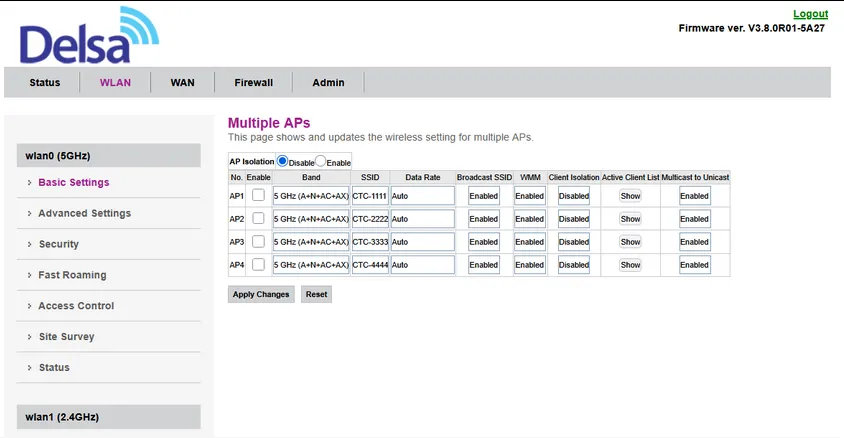 Delsa
Logout
Firmware ver. V3.8.0R01-5A27
Status WLAN WAN Firewall Admin
wlan0 (5GHz)
Basic Settings
Advanced Settings
Security
Fast Roaming
Access Control
Site Survey
Status
wlan1 (2.4GHz)
Multiple APs
This page shows and updates the wireless setting for multiple APs.
AP Isolation Disable Enable
No. Enable Band SSID Data Rate Broadcast SSID WMM Client Isolation Active Client List Multicast to Unicast
AP1 5 GHz (A+N+AC+AX) CTC-1111 Auto Enabled Enabled Disabled Show Enabled
AP2 5 GHz (A+N+AC+AX) CTC-2222 Auto Enabled Enabled Disabled Show Enabled
AP3 5 GHz (A+N+AC+AX) CTC-3333 Auto Enabled Enabled Disabled Show Enabled
AP4 5 GHz (A+N+AC+AX) CTC-4444 Auto Enabled Enabled Disabled Show Enabled
Apply Changes Reset